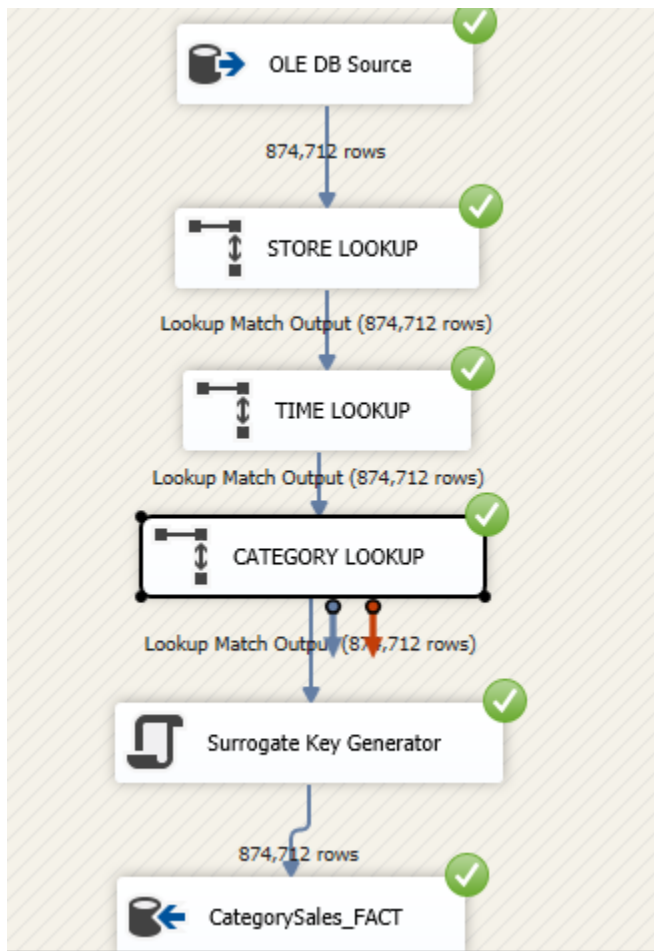 OLE DB Source
874,712 rows
STORE LOOKUP
Lookup Match Output (874,712 rows)
TIME LOOKUP
Lookup Match Output (874,712 rows)
CATEGORY LOOKUP
Lookup Match Output (874,712 rows)
Surrogate Key Generator
874,712 rows
CategorySales_FACT